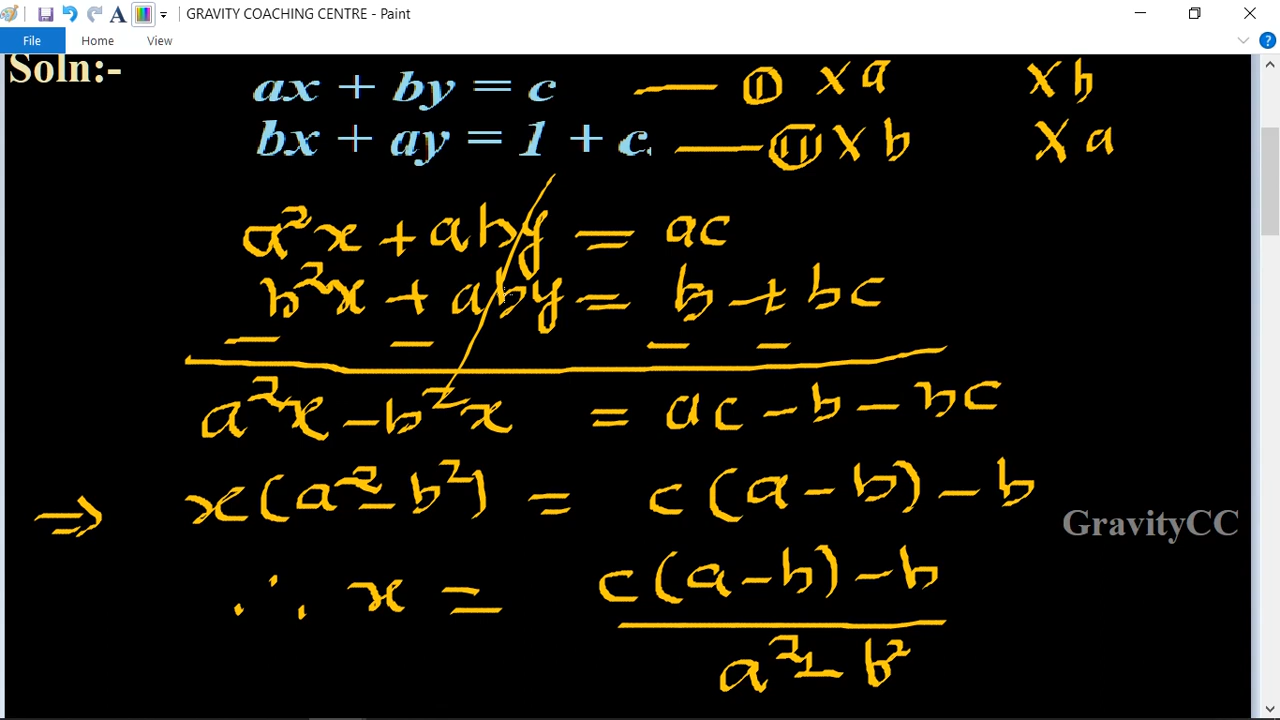 GRAVITY COACHING CENTRE - Paint
File Home View
Soln:-
ax + by = c — ① × a × b
bx + ay = 1 + c. — ⑪ × b × a
a²x + aby = ac
b²x + aby = b + bc
− − − −
a²x − b²x = ac − b − bc
⇒ x(a² − b²) = c(a − b) − b
GravityCC
∴ x = c(a − b) − b
a² − b²